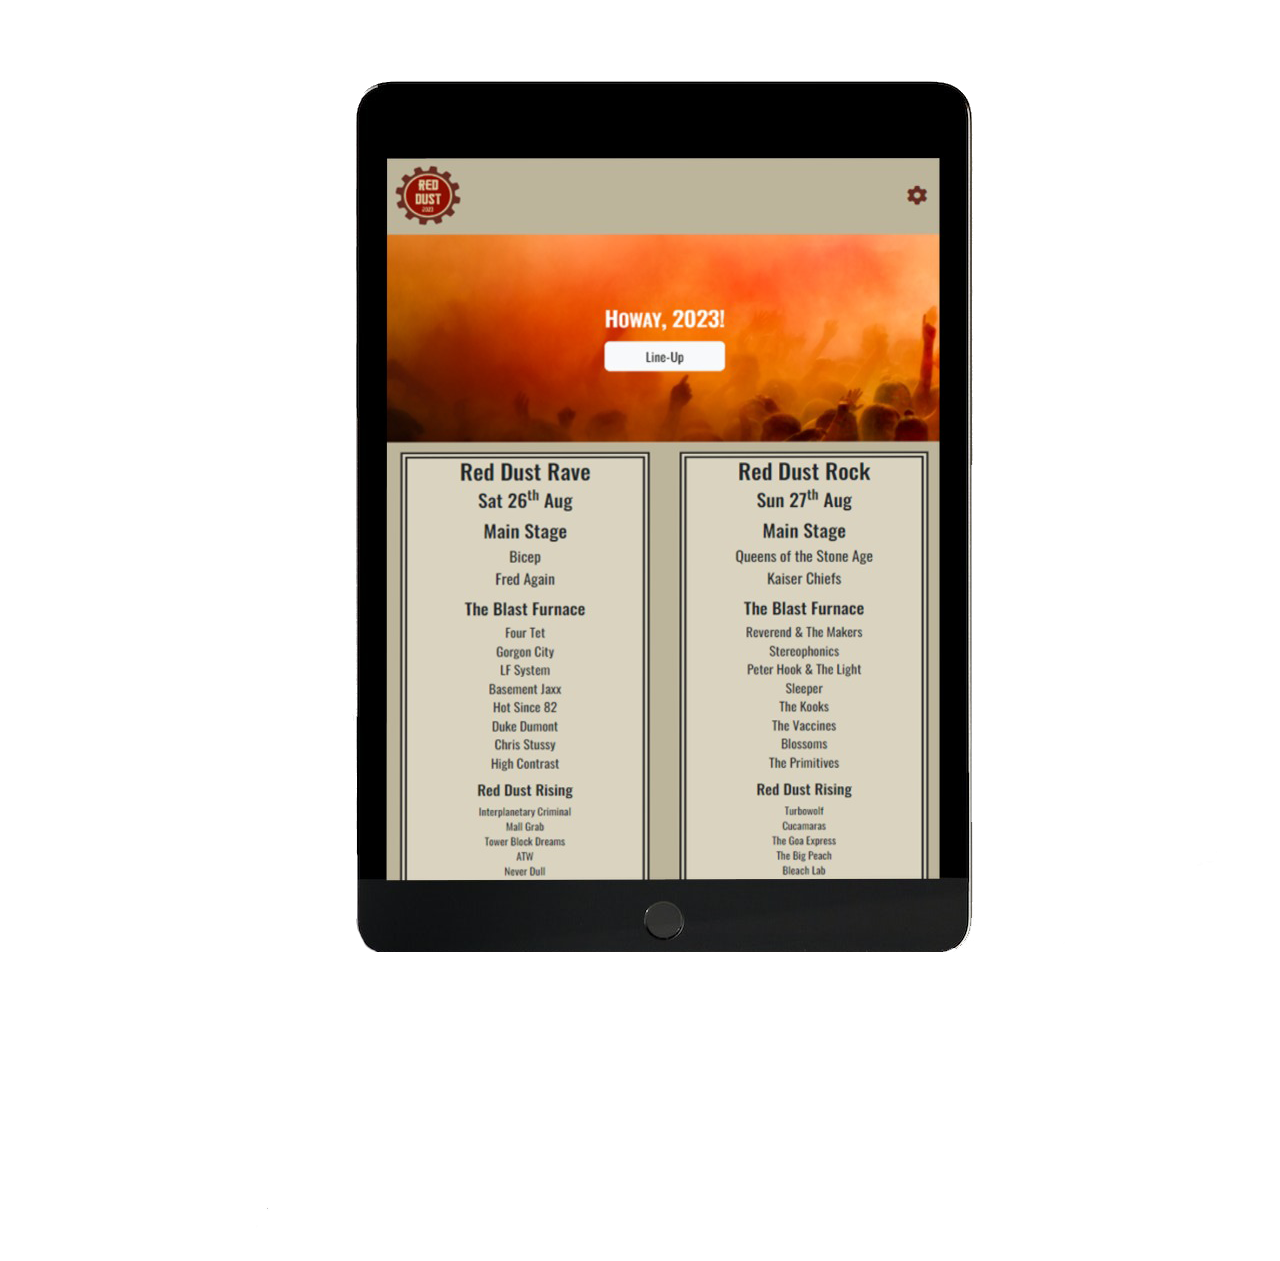 RED
DUST
2023
Howay, 2023!
Line-Up
Red Dust Rave
Sat 26th Aug
Main Stage
Bicep
Fred Again
The Blast Furnace
Four Tet
Gorgon City
LF System
Basement Jaxx
Hot Since 82
Duke Dumont
Chris Stussy
High Contrast
Red Dust Rising
Interplanetary Criminal
Mall Grab
Tower Block Dreams
ATW
Never Dull
Red Dust Rock
Sun 27th Aug
Main Stage
Queens of the Stone Age
Kaiser Chiefs
The Blast Furnace
Reverend & The Makers
Stereophonics
Peter Hook & The Light
Sleeper
The Kooks
The Vaccines
Blossoms
The Primitives
Red Dust Rising
Turbowolf
Cucamaras
The Goa Express
The Big Peach
Bleach Lab